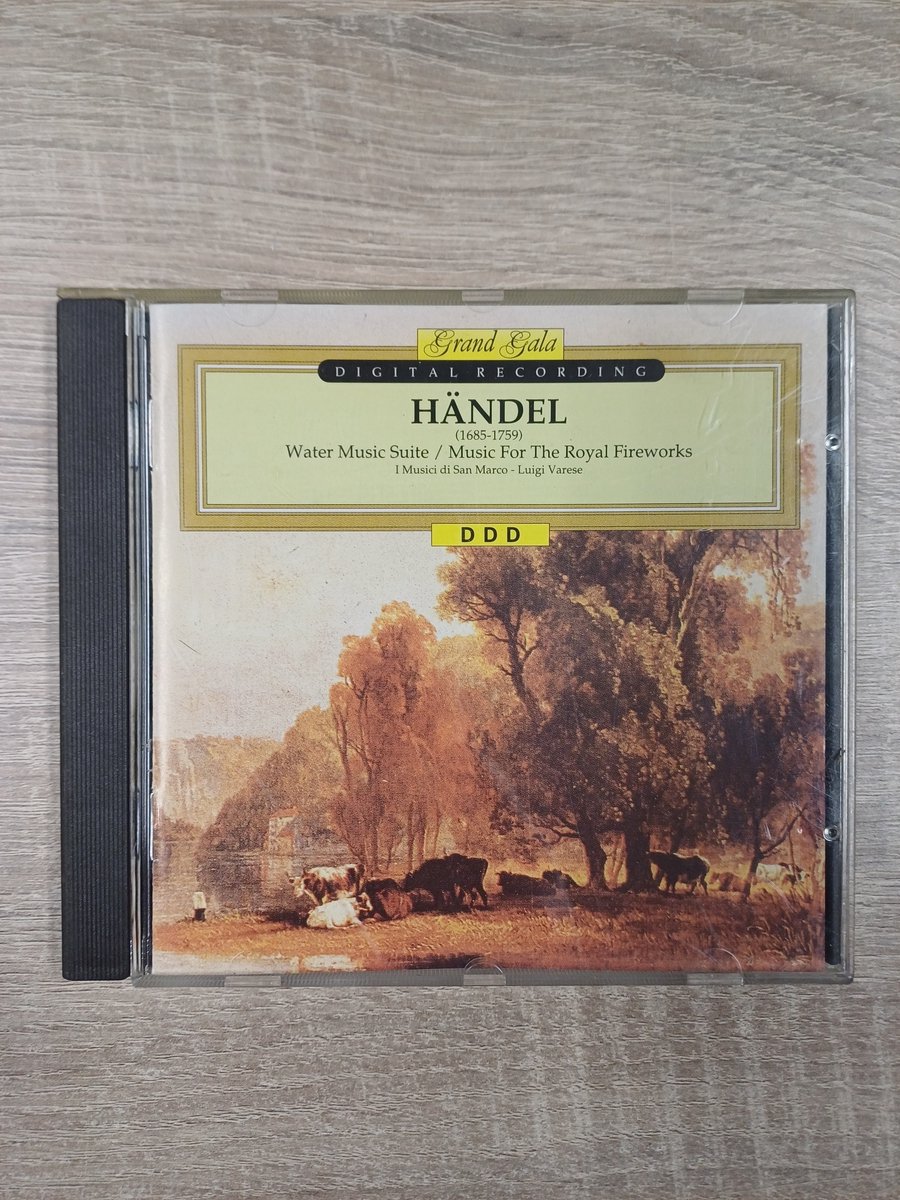 Grand Gala
DIGITAL RECORDING
HÄNDEL
(1685-1759)
Water Music Suite / Music For The Royal Fireworks
I Musici di San Marco - Luigi Varese
DDD